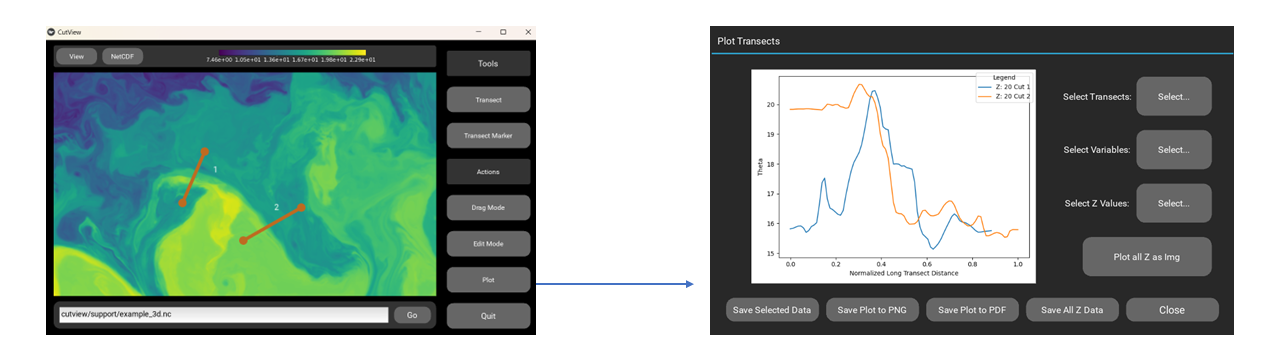 CutView
View
NetCDF
7.46e+00 1.05e+01 1.36e+01 1.67e+01 1.98e+01 2.29e+01
Tools
Transect
Transect Marker
Actions
Drag Mode
Edit Mode
Plot
Quit
1
2
cutview/support/example_3d.nc
Go
Plot Transects
Legend
Z: 20 Cut 1
Z: 20 Cut 2
Theta
20
19
18
17
16
15
0.0 0.2 0.4 0.6 0.8 1.0
Normalized Long Transect Distance
Select Transects:
Select...
Select Variables:
Select...
Select Z Values:
Select...
Plot all Z as Img
Save Selected Data
Save Plot to PNG
Save Plot to PDF
Save All Z Data
Close